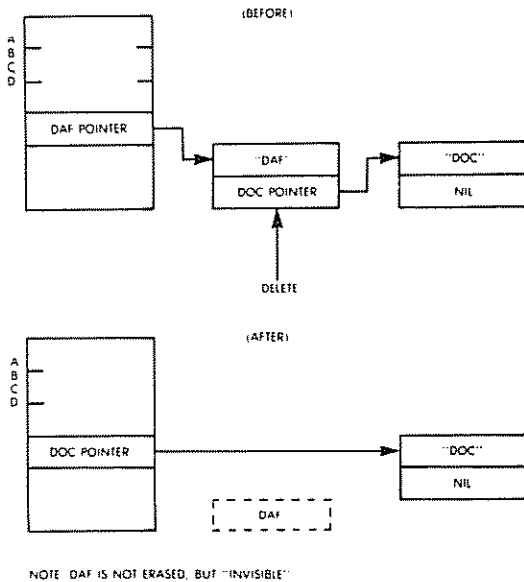 (BEFORE)
A
B
C
D
DAF POINTER
"DAF"
DOC POINTER
"DOC"
NIL
DELETE
(AFTER)
A
B
C
D
DOC POINTER
"DOC"
NIL
DAF
NOTE DAF IS NOT ERASED, BUT "INVISIBLE"